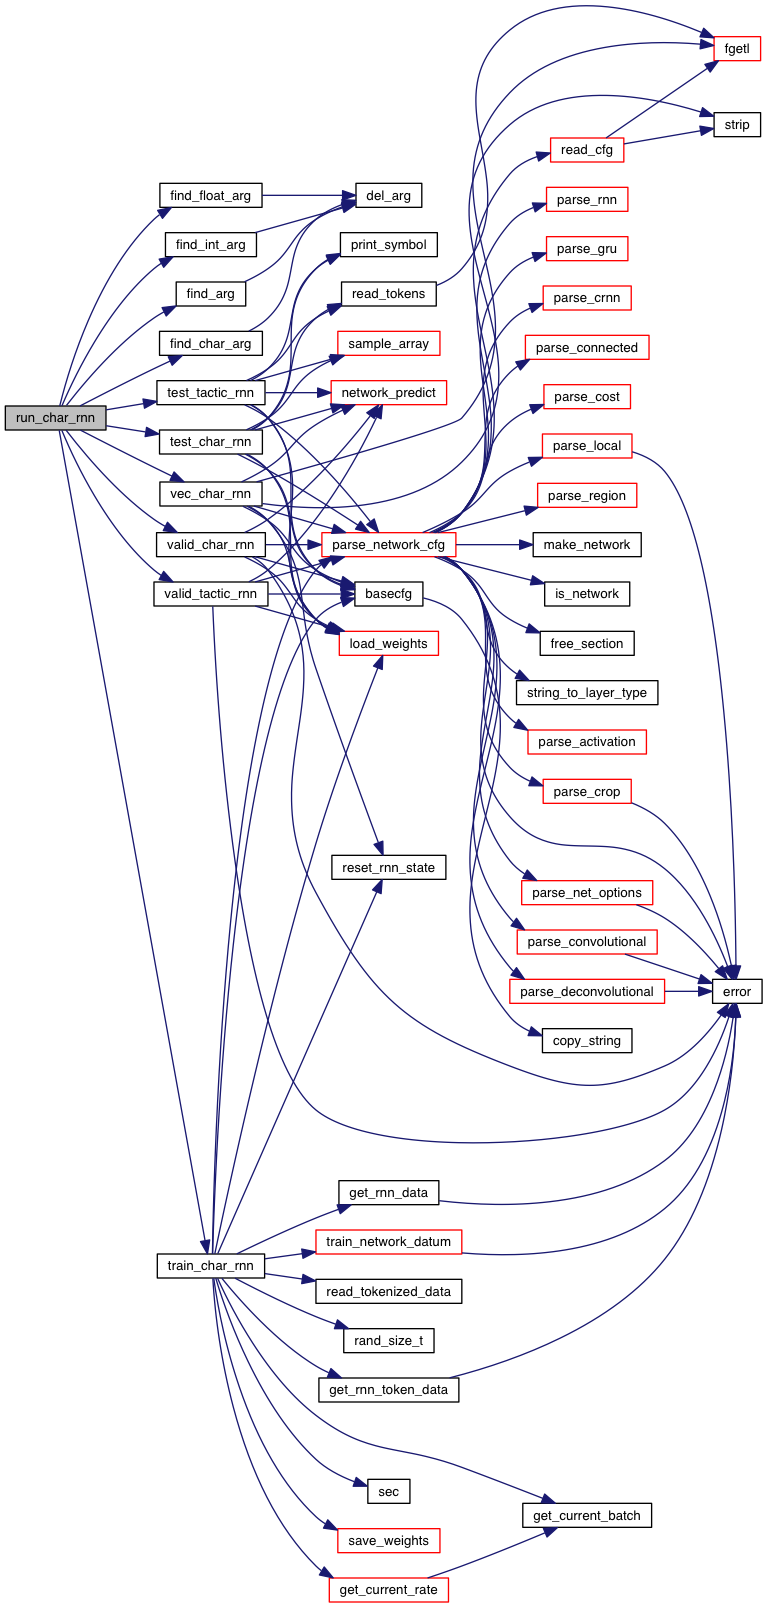 run_char_rnn
find_float_arg
find_int_arg
find_arg
find_char_arg
test_tactic_rnn
test_char_rnn
vec_char_rnn
valid_char_rnn
valid_tactic_rnn
train_char_rnn
del_arg
print_symbol
read_tokens
sample_array
network_predict
parse_network_cfg
basecfg
load_weights
reset_rnn_state
get_rnn_data
train_network_datum
read_tokenized_data
rand_size_t
get_rnn_token_data
sec
save_weights
get_current_rate
read_cfg
parse_rnn
parse_gru
parse_crnn
parse_connected
parse_cost
parse_local
parse_region
make_network
is_network
free_section
string_to_layer_type
parse_activation
parse_crop
parse_net_options
parse_convolutional
parse_deconvolutional
copy_string
get_current_batch
fgetl
strip
error